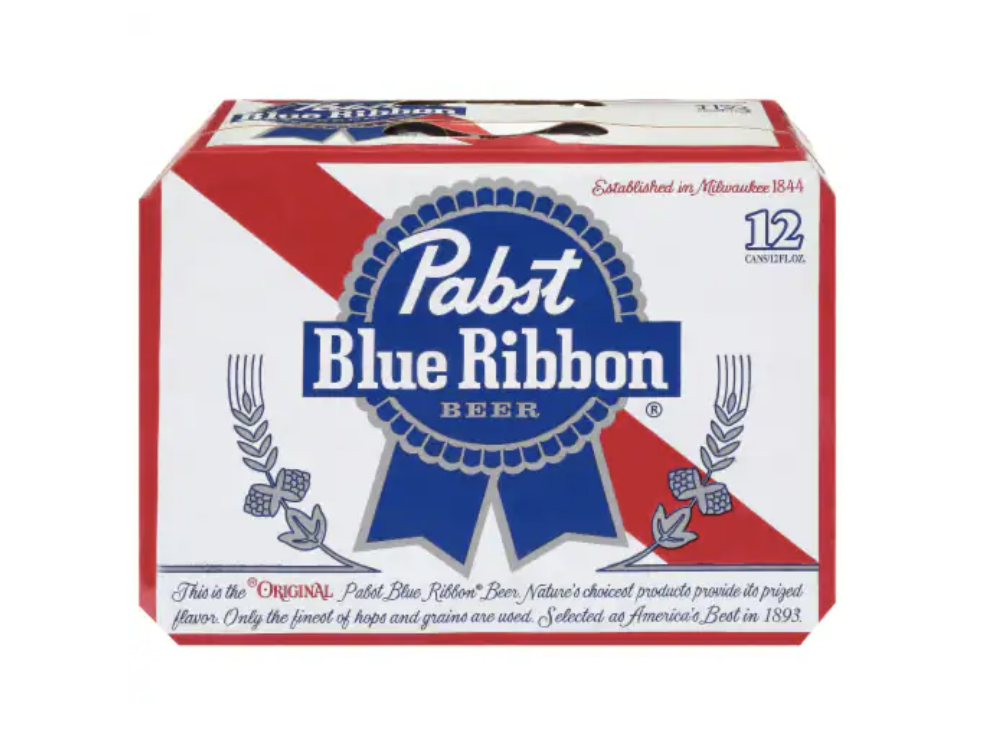 Pabst
Blue Ribbon
Established in Milwaukee 1844
12
CANS/12FL.OZ.
Pabst
Blue Ribbon
BEER
®
This is the ®ORIGINAL Pabst Blue Ribbon® Beer. Nature's choicest products provide its prized
flavor. Only the finest of hops and grains are used. Selected as America's Best in 1893.